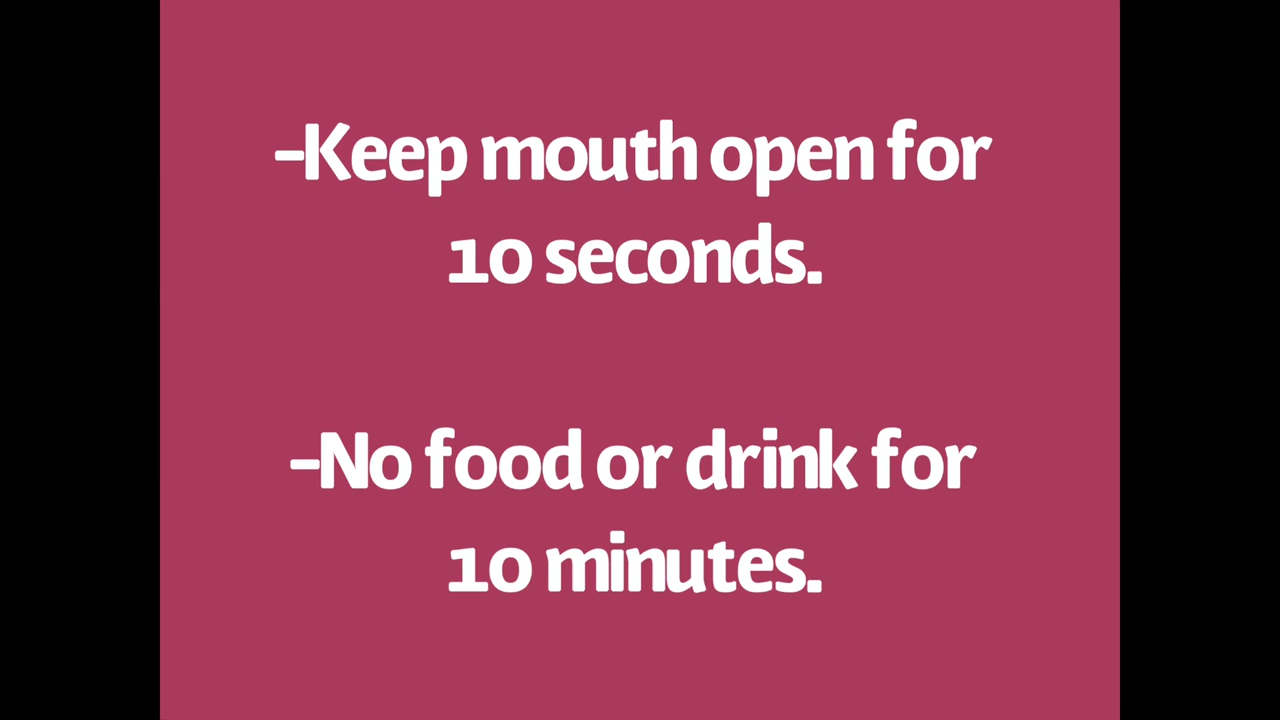 -Keep mouth open for
10 seconds.
-No food or drink for
10 minutes.